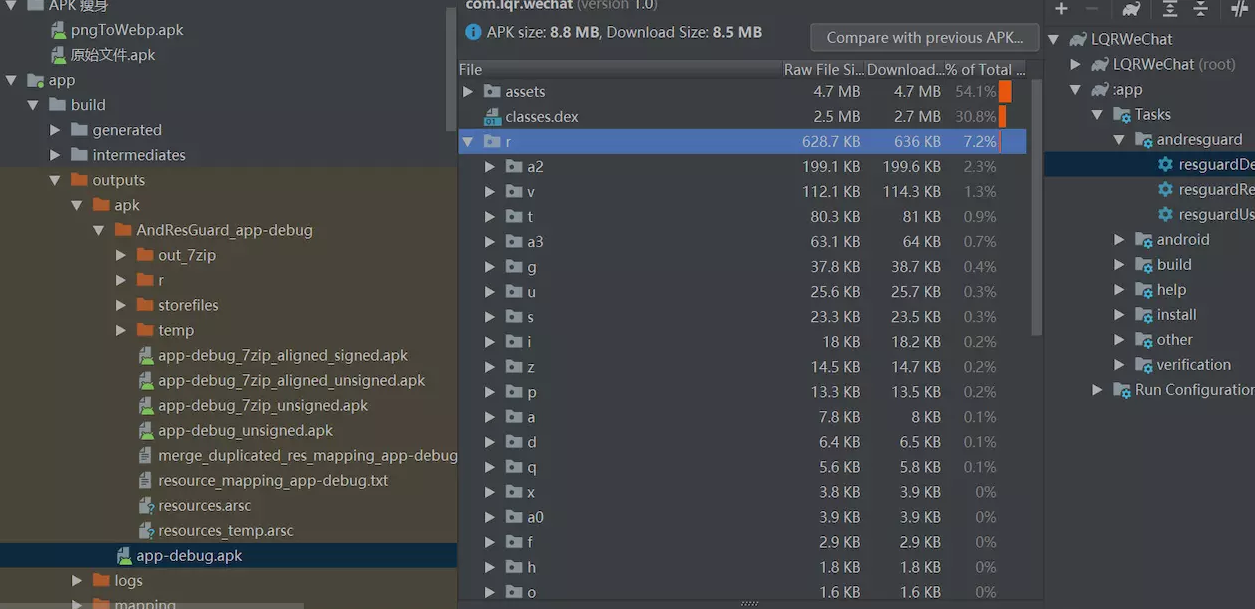 APK 瘦身
pngToWebp.apk
原始文件.apk
app
build
generated
intermediates
outputs
apk
AndResGuard_app-debug
out_7zip
r
storefiles
temp
app-debug_7zip_aligned_signed.apk
app-debug_7zip_aligned_unsigned.apk
app-debug_7zip_unsigned.apk
app-debug_unsigned.apk
merge_duplicated_res_mapping_app-debug
resource_mapping_app-debug.txt
resources.arsc
resources_temp.arsc
app-debug.apk
logs
mapping
com.lqr.wechat (version 1.0)
APK size: 8.8 MB, Download Size: 8.5 MB
Compare with previous APK...
File Raw File Si... Download... % of Total ...
assets 4.7 MB 4.7 MB 54.1%
classes.dex 2.5 MB 2.7 MB 30.8%
r 628.7 KB 636 KB 7.2%
a2 199.1 KB 199.6 KB 2.3%
v 112.1 KB 114.3 KB 1.3%
t 80.3 KB 81 KB 0.9%
a3 63.1 KB 64 KB 0.7%
g 37.8 KB 38.7 KB 0.4%
u 25.6 KB 25.7 KB 0.3%
s 23.3 KB 23.5 KB 0.3%
i 18 KB 18.2 KB 0.2%
z 14.5 KB 14.7 KB 0.2%
p 13.3 KB 13.5 KB 0.2%
a 7.8 KB 8 KB 0.1%
d 6.4 KB 6.5 KB 0.1%
q 5.6 KB 5.8 KB 0.1%
x 3.8 KB 3.9 KB 0%
a0 3.9 KB 3.9 KB 0%
f 2.9 KB 2.9 KB 0%
h 1.8 KB 1.8 KB 0%
o 1.6 KB 1.6 KB 0%
LQRWeChat
LQRWeChat (root)
:app
Tasks
andresguard
resguardDe
resguardRe
resguardUs
android
build
help
install
other
verification
Run Configuration